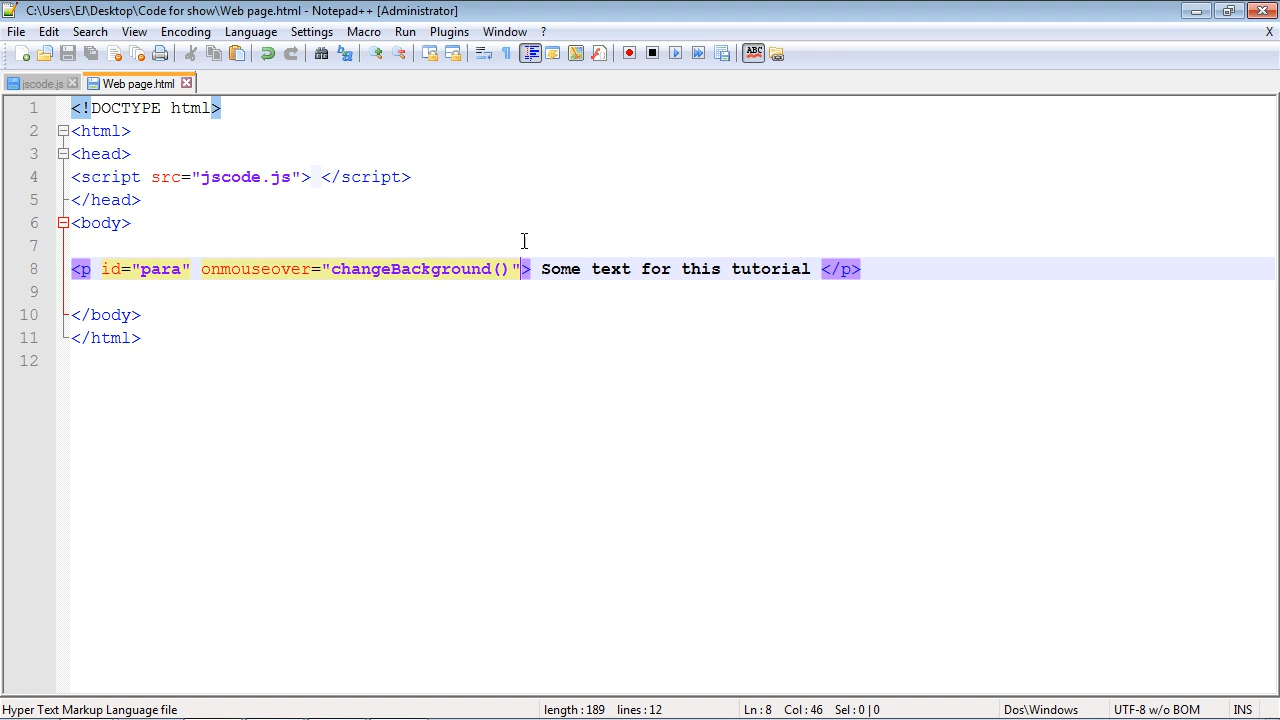 C:\Users\EJ\Desktop\Code for show\Web page.html - Notepad++ [Administrator]
File Edit Search View Encoding Language Settings Macro Run Plugins Window ? X
ABC
jscode.js Web page.html
1 <!DOCTYPE html>
2 <html>
3 <head>
4 <script src="jscode.js"> </script>
5 </head>
6 <body>
7
8 <p id="para" onmouseover="changeBackground()"> Some text for this tutorial </p>
9
10 </body>
11 </html>
12
Hyper Text Markup Language file length : 189 lines : 12 Ln : 8 Col : 46 Sel : 0 | 0 Dos\Windows UTF-8 w/o BOM INS